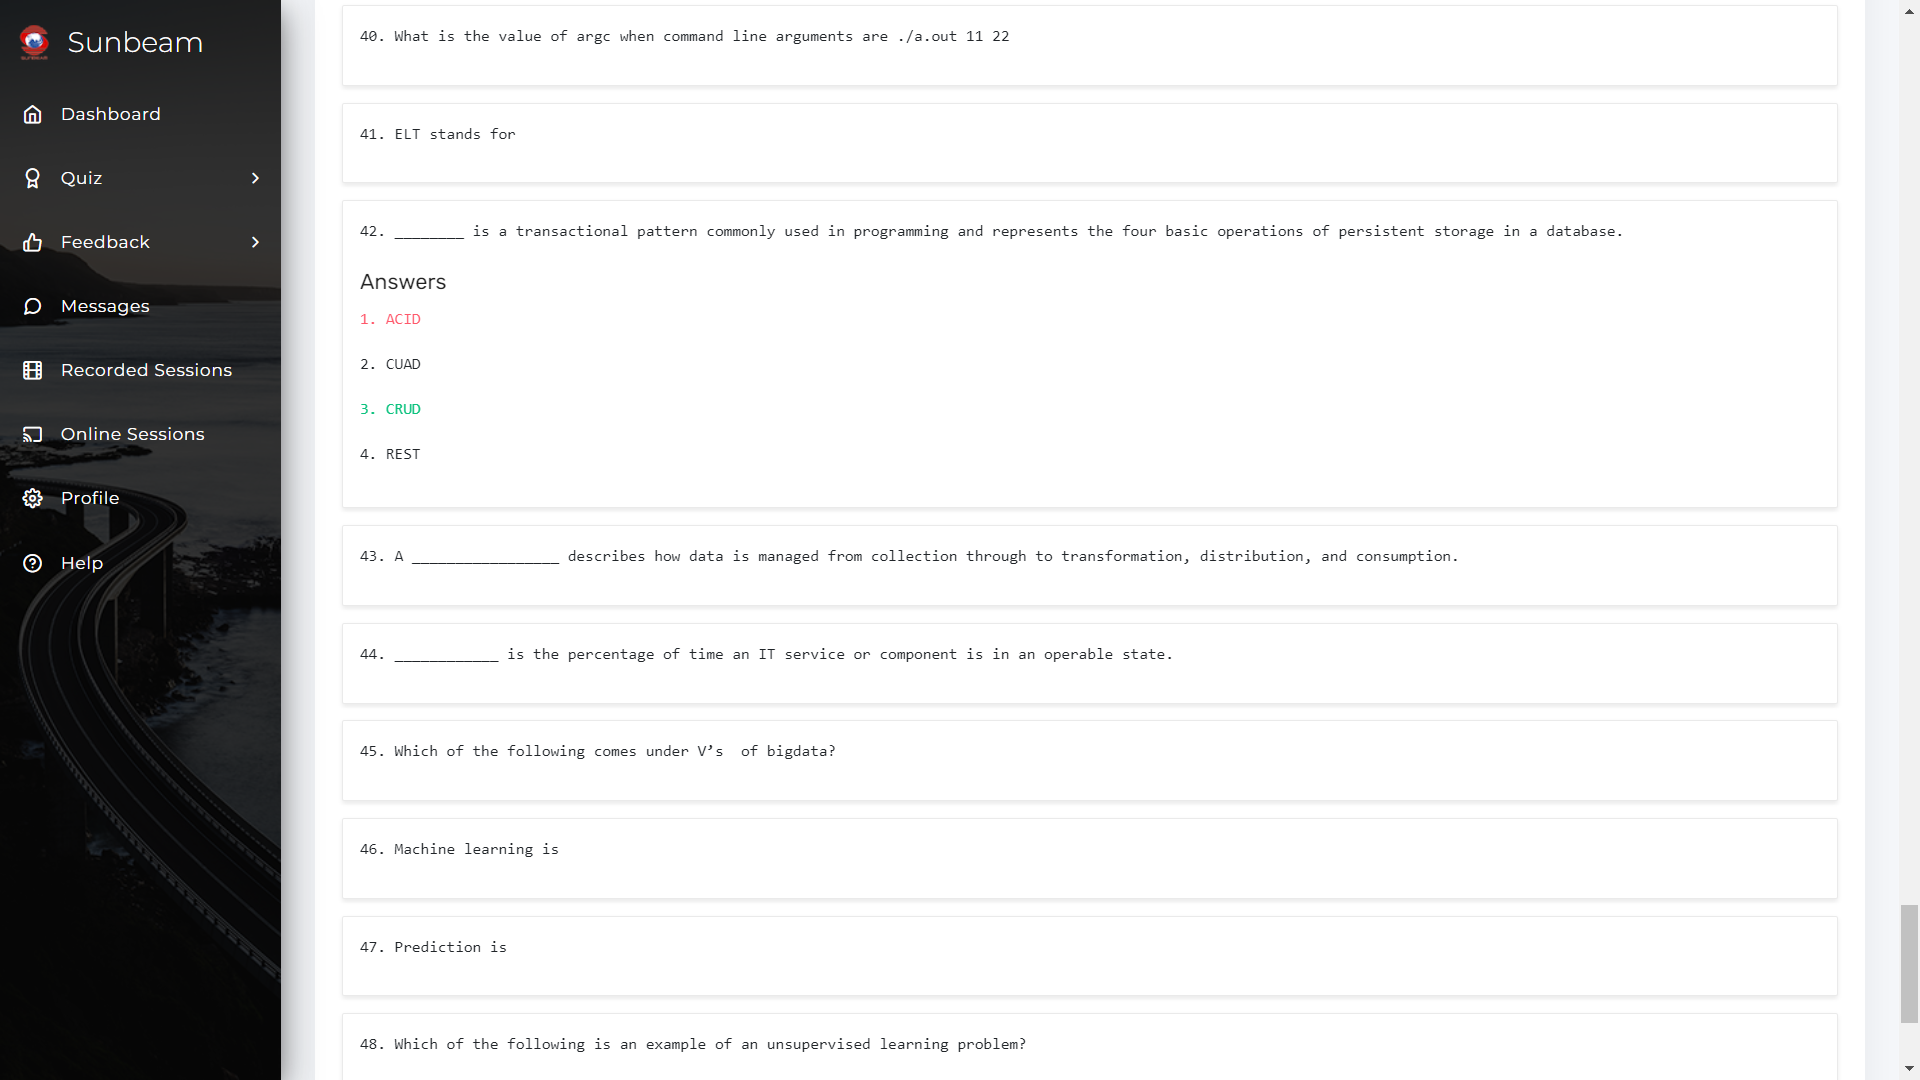 Sunbeam
Dashboard
Quiz
Feedback
Messages
Recorded Sessions
Online Sessions
Profile
Help
40. What is the value of argc when command line arguments are ./a.out 11 22
41. ELT stands for
42. ________ is a transactional pattern commonly used in programming and represents the four basic operations of persistent storage in a database.
Answers
1. ACID
2. CUAD
3. CRUD
4. REST
43. A _________________ describes how data is managed from collection through to transformation, distribution, and consumption.
44. ____________ is the percentage of time an IT service or component is in an operable state.
45. Which of the following comes under V’s  of bigdata?
46. Machine learning is
47. Prediction is
48. Which of the following is an example of an unsupervised learning problem?